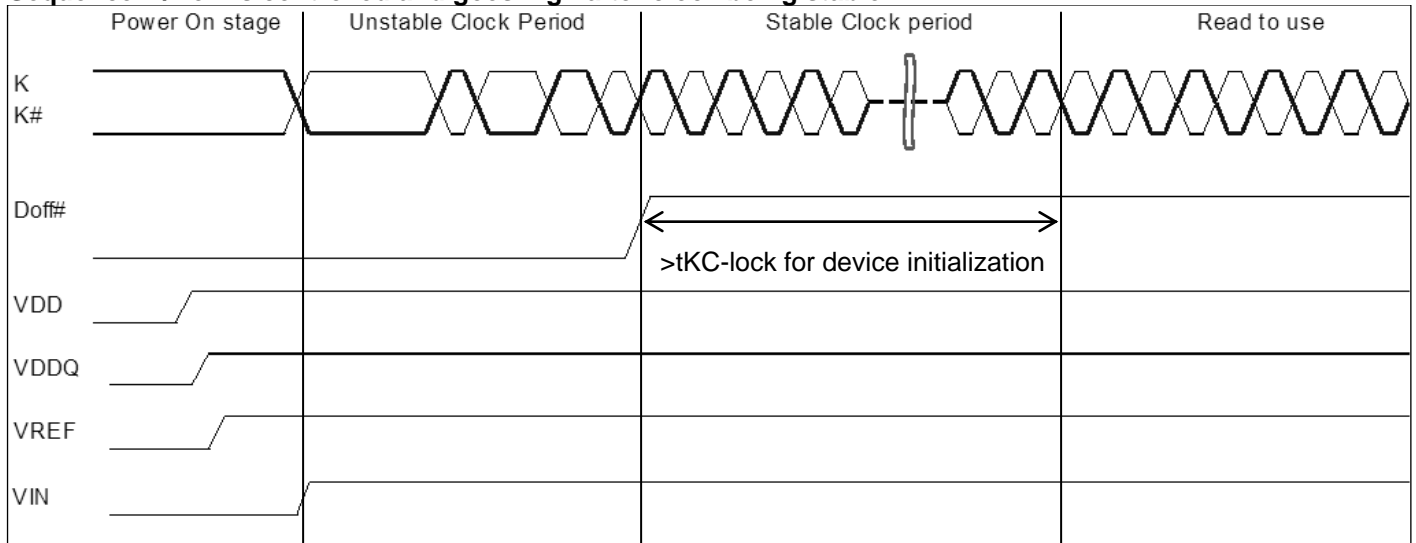 Power On stage Unstable Clock Period Stable Clock period Read to use
K
K#
Doff#
>tKC-lock for device initialization
VDD
VDDQ
VREF
VIN